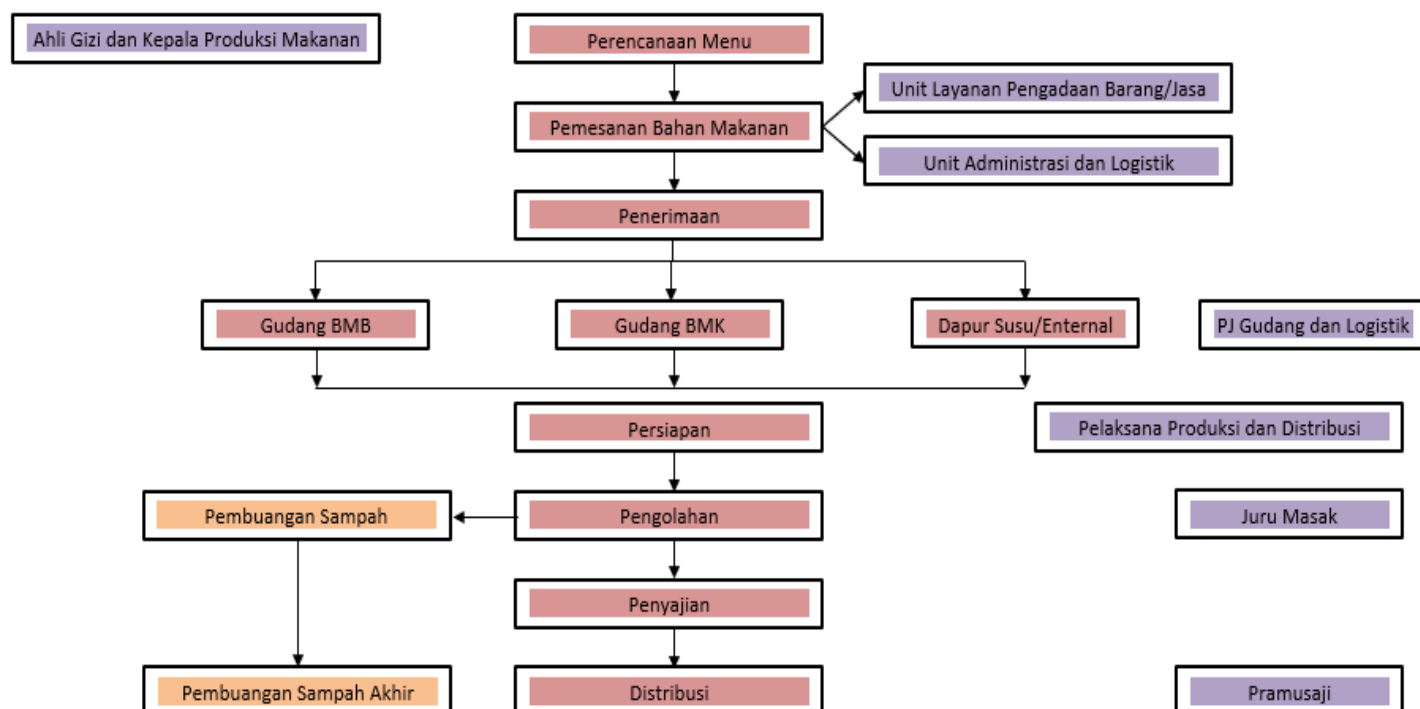 Ahli Gizi dan Kepala Produksi Makanan
Perencanaan Menu
Unit Layanan Pengadaan Barang/Jasa
Pemesanan Bahan Makanan
Unit Administrasi dan Logistik
Penerimaan
Gudang BMB
Gudang BMK
Dapur Susu/Enternal
PJ Gudang dan Logistik
Persiapan
Pelaksana Produksi dan Distribusi
Pembuangan Sampah
Pengolahan
Juru Masak
Penyajian
Pembuangan Sampah Akhir
Distribusi
Pramusaji